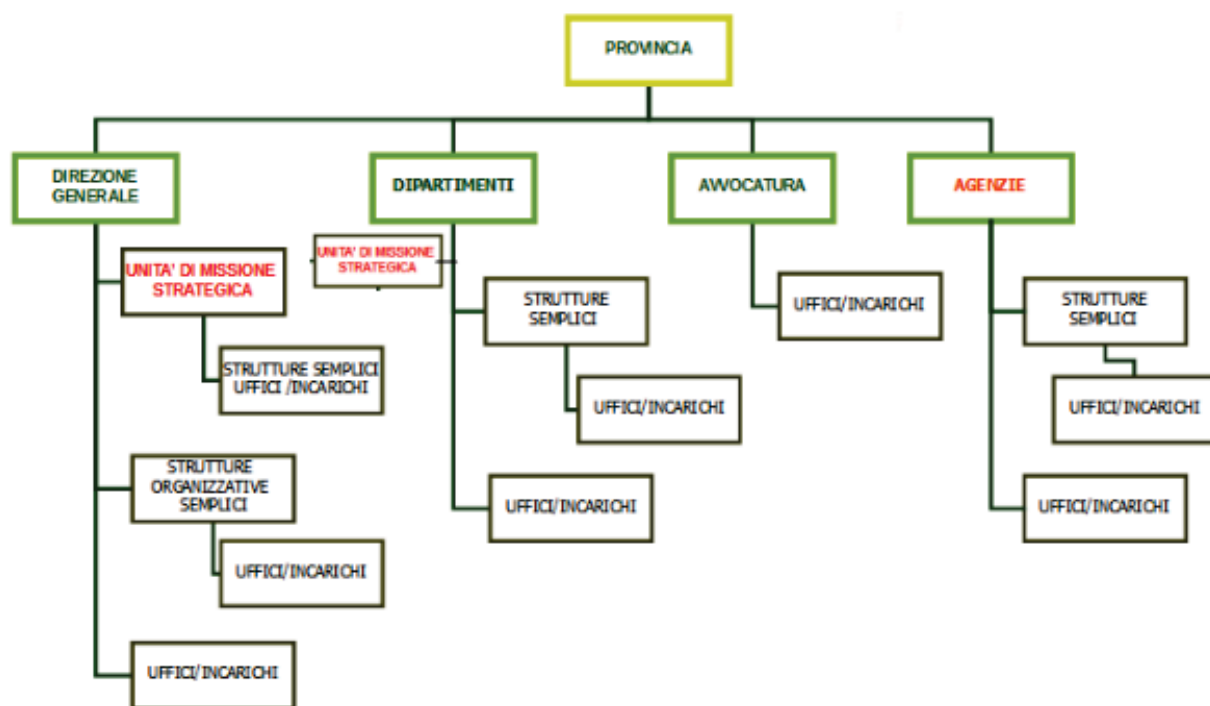 PROVINCIA
DIREZIONE
GENERALE
DIPARTIMENTI
AVVOCATURA
AGENZIE
UNITA' DI MISSIONE
STRATEGICA
STRUTTURE SEMPLICI
UFFICI /INCARICHI
STRUTTURE
ORGANIZZATIVE
SEMPLICI
UFFICI/INCARICHI
UFFICI/INCARICHI
UNITA' DI MISSIONE
STRATEGICA
STRUTTURE
SEMPLICI
UFFICI/INCARICHI
UFFICI/INCARICHI
UFFICI/INCARICHI
STRUTTURE
SEMPLICI
UFFICI/INCARICHI
UFFICI/INCARICHI